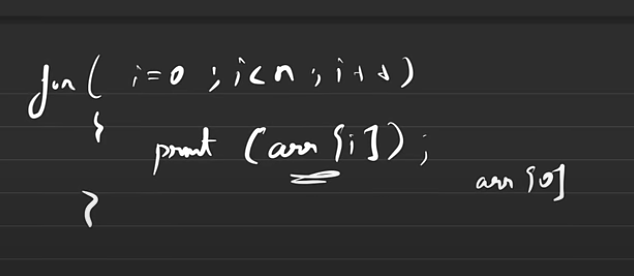 for( i=0 ; i<n ; i++)
{
print (arr[i]);
arr[0]
}